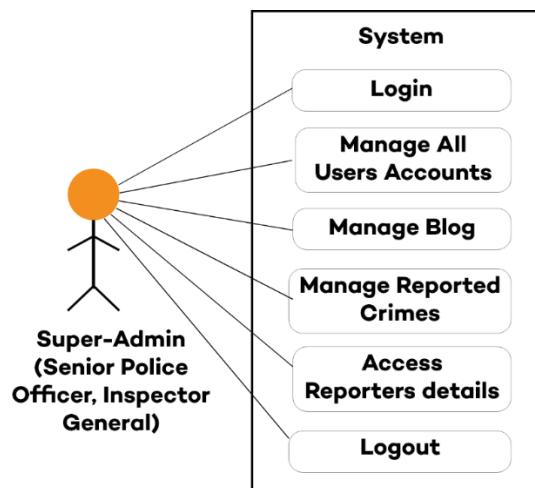 System
Login
Manage All
Users Accounts
Manage Blog
Manage Reported
Crimes
Access
Reporters details
Logout
Super-Admin
(Senior Police
Officer, Inspector
General)